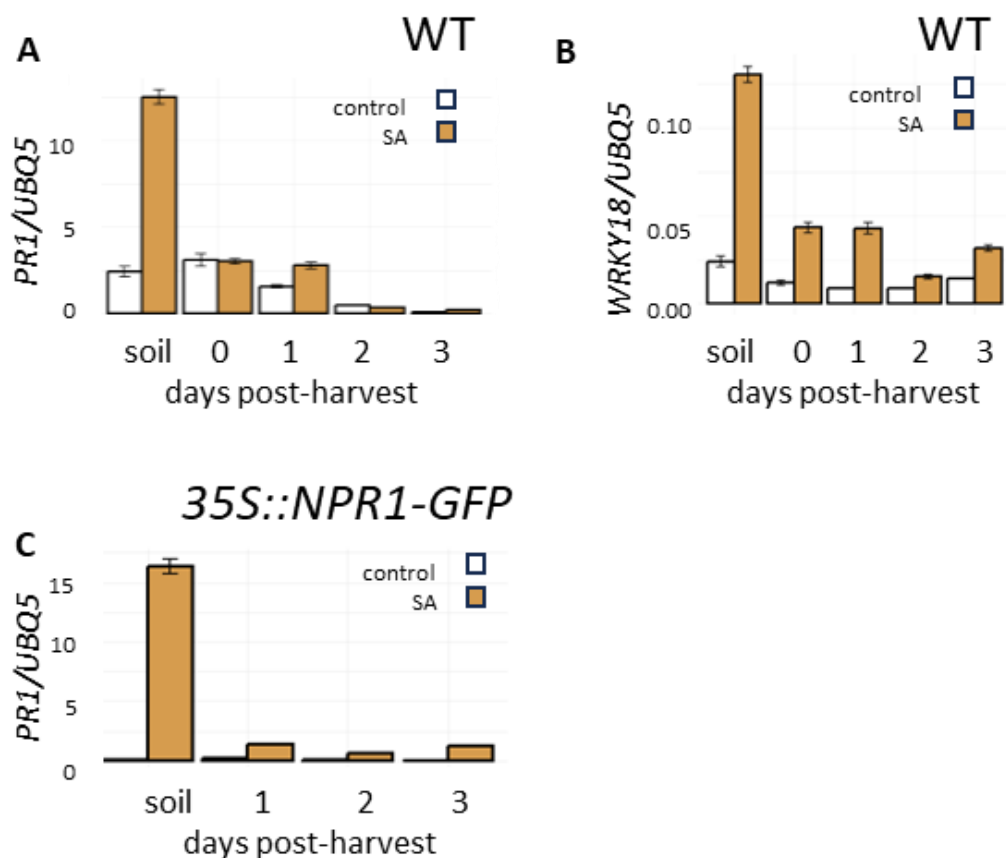 A
WT
control
SA
PR1/UBQ5
10
5
0
soil 0 1 2 3
days post-harvest
B
WT
control
SA
WRKY18/UBQ5
0.10
0.05
0.00
soil 0 1 2 3
days post-harvest
35S::NPR1-GFP
C
control
SA
PR1/UBQ5
15
10
5
0
soil 1 2 3
days post-harvest